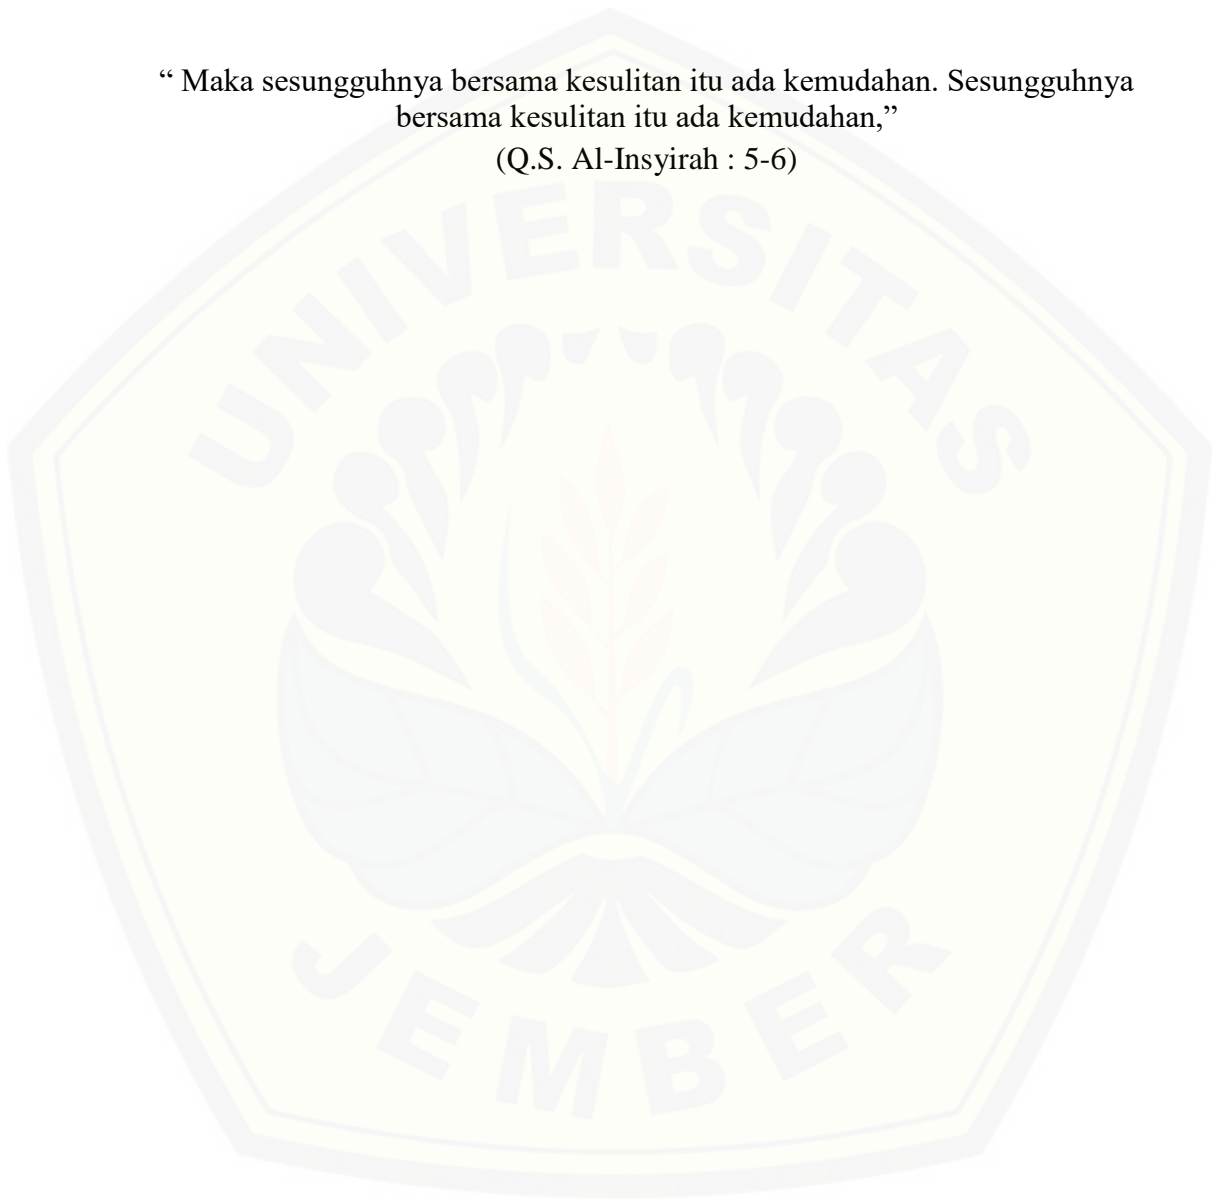 “ Maka sesungguhnya bersama kesulitan itu ada kemudahan. Sesungguhnya
bersama kesulitan itu ada kemudahan,”
(Q.S. Al-Insyirah : 5-6)
UNIVERSITAS
JEMBER